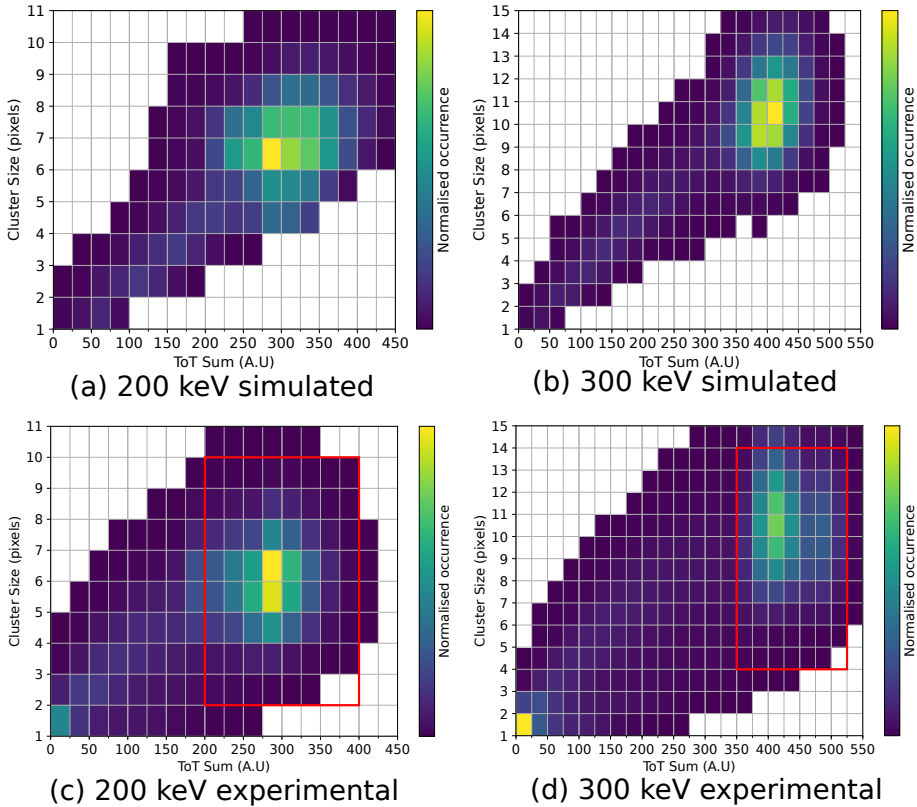 11
10
9
8
7
6
5
4
3
2
1
Cluster Size (pixels)
0 50 100 150 200 250 300 350 400 450
ToT Sum (A.U)
Normalised occurrence
(a) 200 keV simulated
15
14
13
12
11
10
9
8
7
6
5
4
3
2
1
Cluster Size (pixels)
0 50 100 150 200 250 300 350 400 450 500 550
ToT Sum (A.U)
Normalised occurrence
(b) 300 keV simulated
11
10
9
8
7
6
5
4
3
2
1
Cluster Size (pixels)
0 50 100 150 200 250 300 350 400 450
ToT Sum (A.U)
Normalised occurrence
(c) 200 keV experimental
15
14
13
12
11
10
9
8
7
6
5
4
3
2
1
Cluster Size (pixels)
0 50 100 150 200 250 300 350 400 450 500 550
ToT Sum (A.U)
Normalised occurrence
(d) 300 keV experimental